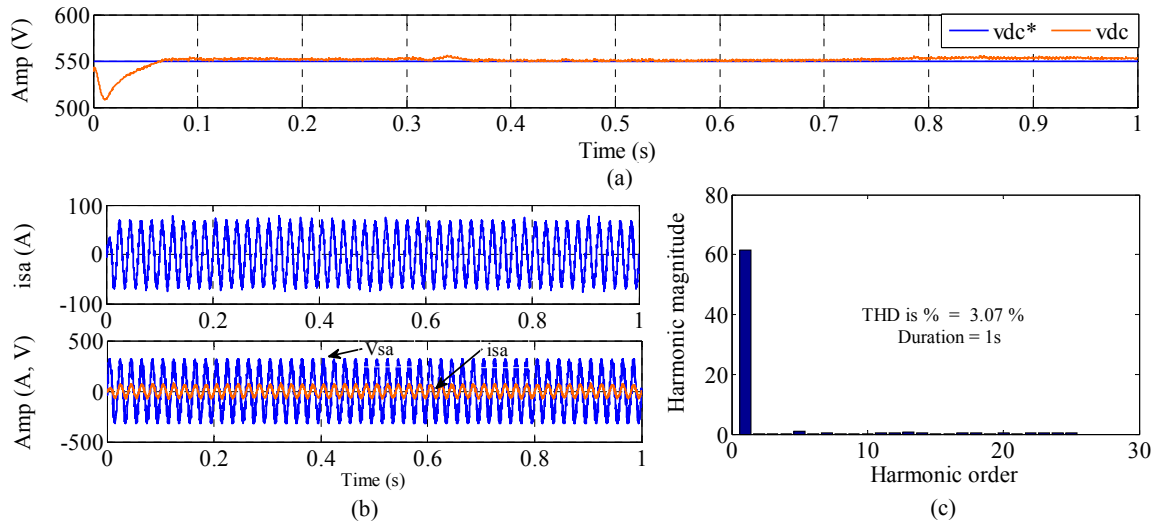 600
550
500
Amp (V)
vdc* vdc
0 0.1 0.2 0.3 0.4 0.5 0.6 0.7 0.8 0.9 1
Time (s)
(a)
100
0
-100
isa (A)
0 0.2 0.4 0.6 0.8 1
500
0
-500
Amp (A, V)
Vsa
isa
0 0.2 0.4 0.6 0.8 1
Time (s)
(b)
80
60
40
20
0
Harmonic magnitude
THD is % = 3.07 %
Duration = 1s
0 10 20 30
Harmonic order
(c)